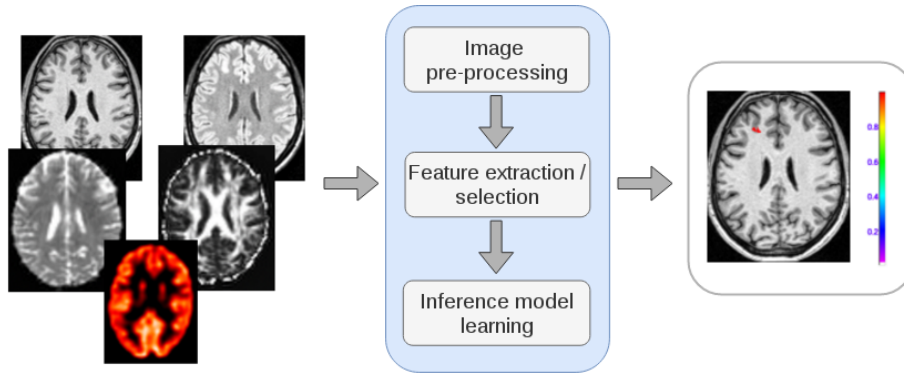 Image
pre-processing
Feature extraction /
selection
Inference model
learning
0.8
0.6
0.4
0.2